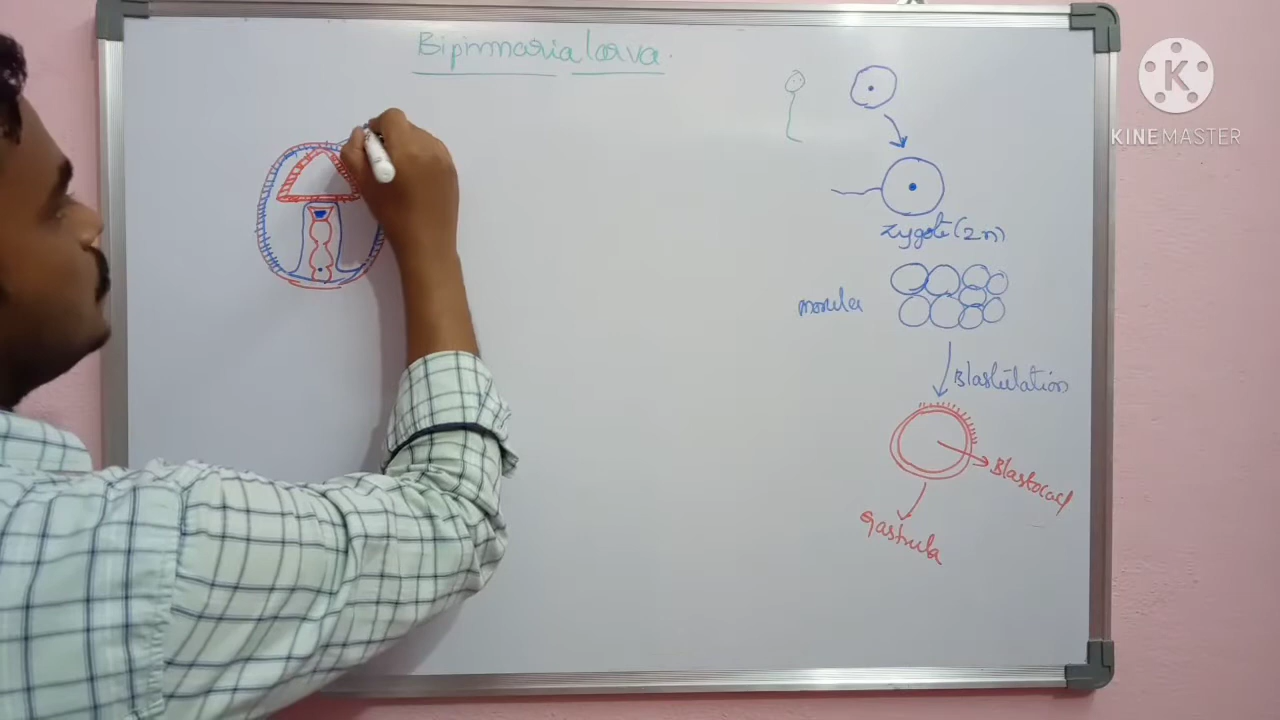 Bipinnaria larva.
K
KINEMASTER
Zygote (2n)
morula
Blastulation
Blastocoel
Gastrula